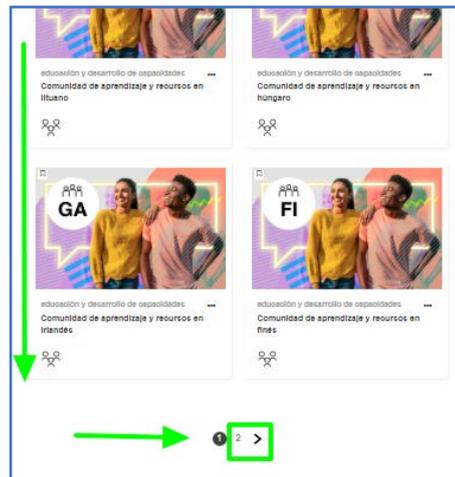 educación y desarrollo de capacidades ...
Comunidad de aprendizaje y recursos en
lituano
educación y desarrollo de capacidades ...
Comunidad de aprendizaje y recursos en
húngaro
GA
educación y desarrollo de capacidades ...
Comunidad de aprendizaje y recursos en
irlandés
FI
educación y desarrollo de capacidades ...
Comunidad de aprendizaje y recursos en
finés
1 2 >